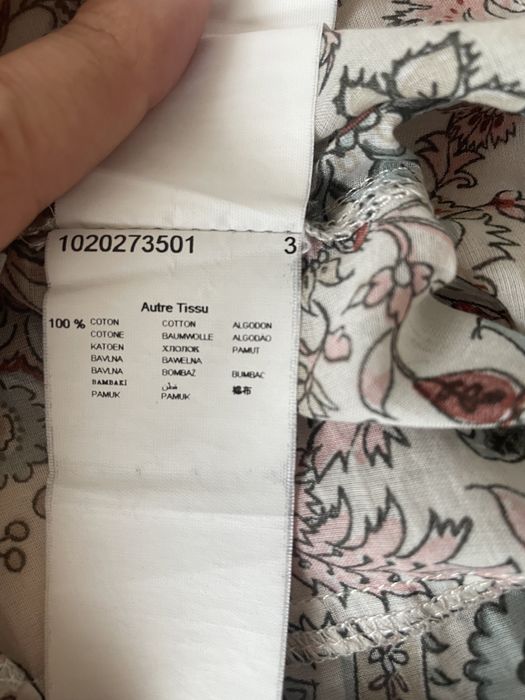 1020273501 3
Autre Tissu
100 % COTON COTTON ALGODON
COTONE BAUMWOLLE ALGODAO
KATOEN ХЛОПОК PAMUT
BAVLNA BAWELNA
BAVLNA BOMBAŽ BUMBAC
BAMBAKI قطن 棉布
PAMUK PAMUK